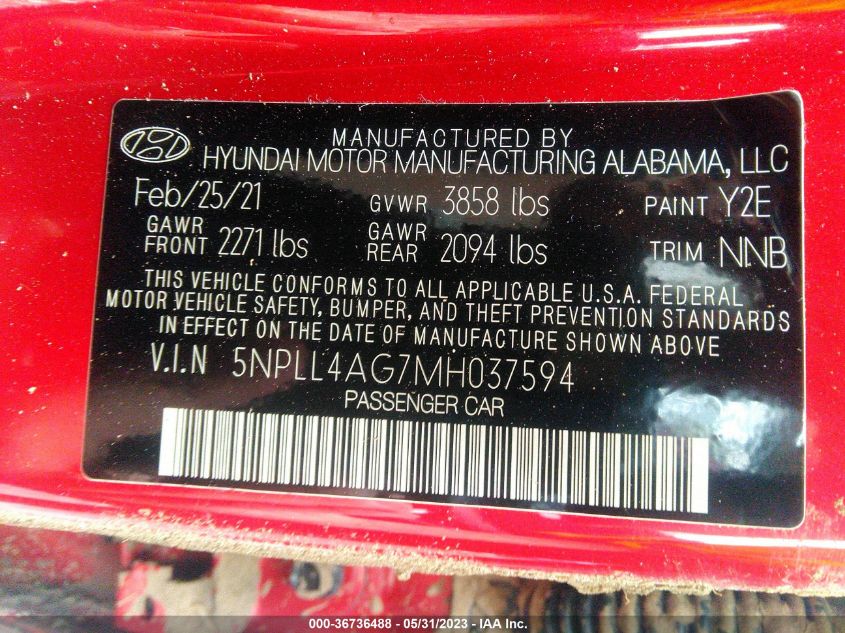 MANUFACTURED BY
HYUNDAI MOTOR MANUFACTURING ALABAMA, LLC
Feb/25/21 GVWR 3858 lbs PAINT Y2E
GAWR FRONT 2271 lbs GAWR REAR 2094 lbs TRIM NNB
THIS VEHICLE CONFORMS TO ALL APPLICABLE U.S.A. FEDERAL
MOTOR VEHICLE SAFETY, BUMPER, AND THEFT PREVENTION STANDARDS
IN EFFECT ON THE DATE OF MANUFACTURE SHOWN ABOVE
V.I.N 5NPLL4AG7MH037594
PASSENGER CAR
000-36736488 - 05/31/2023 - IAA Inc.